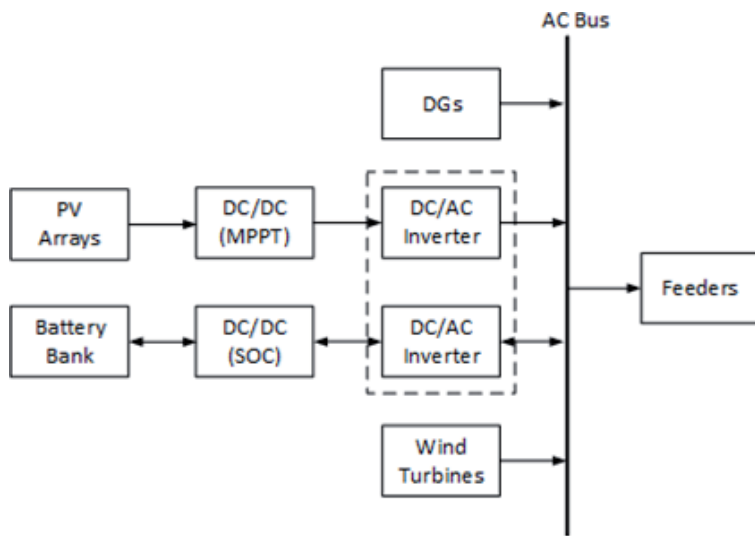 AC Bus
DGs
PV
Arrays
DC/DC
(MPPT)
DC/AC
Inverter
Feeders
Battery
Bank
DC/DC
(SOC)
DC/AC
Inverter
Wind
Turbines